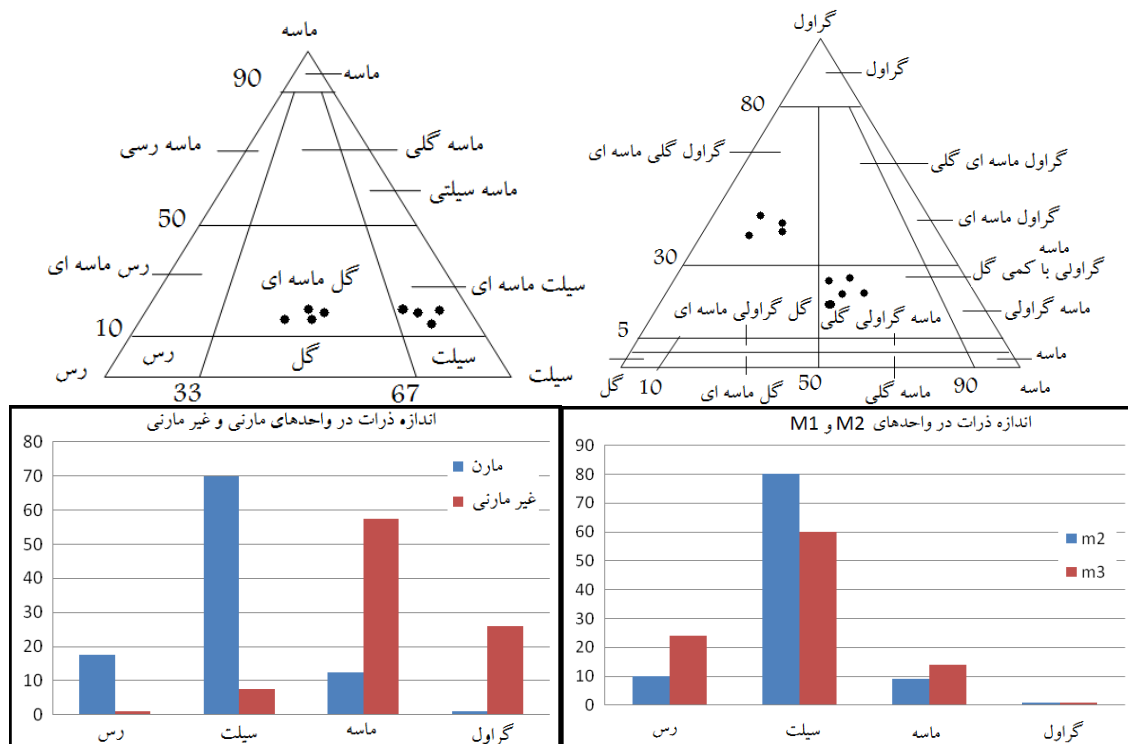 ماسه
90
ماسه
ماسه رسی
ماسه گلی
ماسه سیلتی
50
رس ماسه ای
گل ماسه ای
سیلت ماسه ای
10
رس
گل
سیلت
رس
33
67
سیلت
گراول
گراول
80
گراول گلی ماسه ای
گراول ماسه ای گلی
گراول ماسه ای
30
ماسه
گراولی با کمی گل
گل گراولی ماسه ای
ماسه گراولی گلی
ماسه گراولی
5
ماسه
گل
10
گل ماسه ای
50
ماسه گلی
90
ماسه
اندازه ذرات در واحدهای مارنی و غیر مارنی
80
70
60
50
40
30
20
10
0
مارن
غیر مارنی
رس
سیلت
ماسه
گراول
اندازه ذرات در واحدهای M2 و M1
90
80
70
60
50
40
30
20
10
0
m2
m3
رس
سیلت
ماسه
گراول